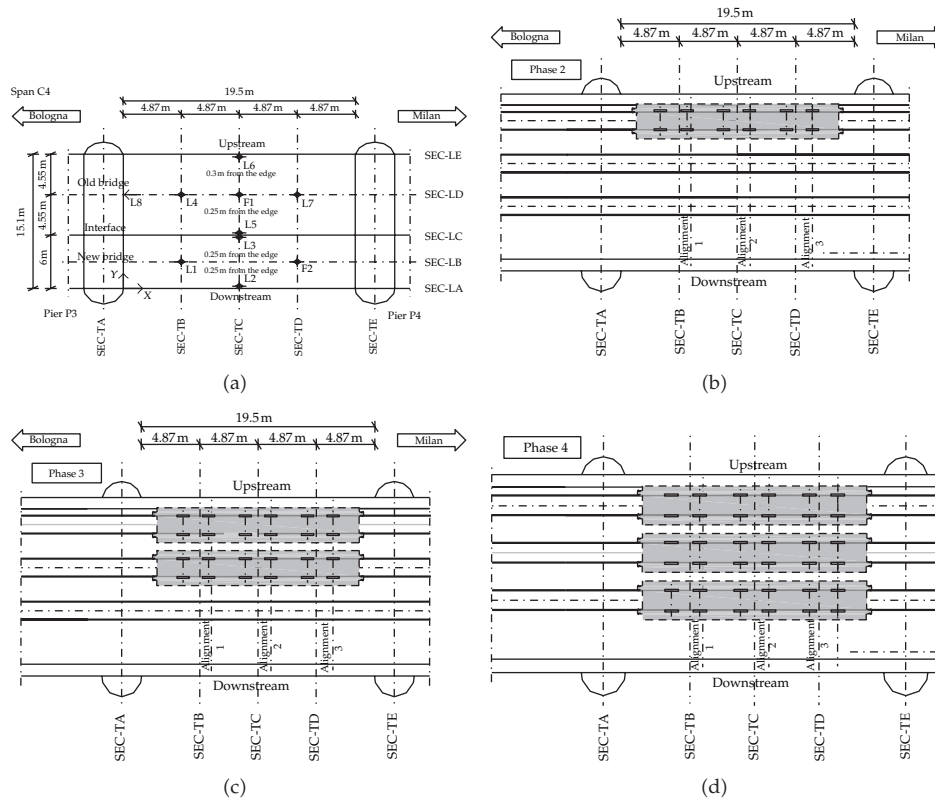 Span C4
Bologna
19.5 m
4.87 m 4.87 m 4.87 m 4.87 m
Milan
Upstream
SEC-LE
L6
0.3 m from the edge
4.55 m
Old bridge
SEC-LD
L8 L4 F1 L7
0.25 m from the edge
15.1 m
4.55 m
L5
Interface
SEC-LC
L3
0.25 m from the edge
6 m
New bridge
SEC-LB
L1 F2
0.25 m from the edge
Y
L2
SEC-LA
X
Downstream
Pier P3
Pier P4
SEC-TA
SEC-TB
SEC-TC
SEC-TD
SEC-TE
(a)
19.5 m
4.87 m 4.87 m 4.87 m 4.87 m
Bologna
Milan
Phase 2
Upstream
Alignment 1
Alignment 2
Alignment 3
Downstream
SEC-TA
SEC-TB
SEC-TC
SEC-TD
SEC-TE
(b)
19.5 m
Bologna
4.87 m 4.87 m 4.87 m 4.87 m
Milan
Phase 3
Upstream
Alignment 1
Alignment 2
Alignment 3
Downstream
SEC-TA
SEC-TB
SEC-TC
SEC-TD
SEC-TE
(c)
Bologna
Milan
Phase 4
Upstream
Alignment 1
Alignment 2
Alignment 3
Downstream
SEC-TA
SEC-TB
SEC-TC
SEC-TD
SEC-TE
(d)